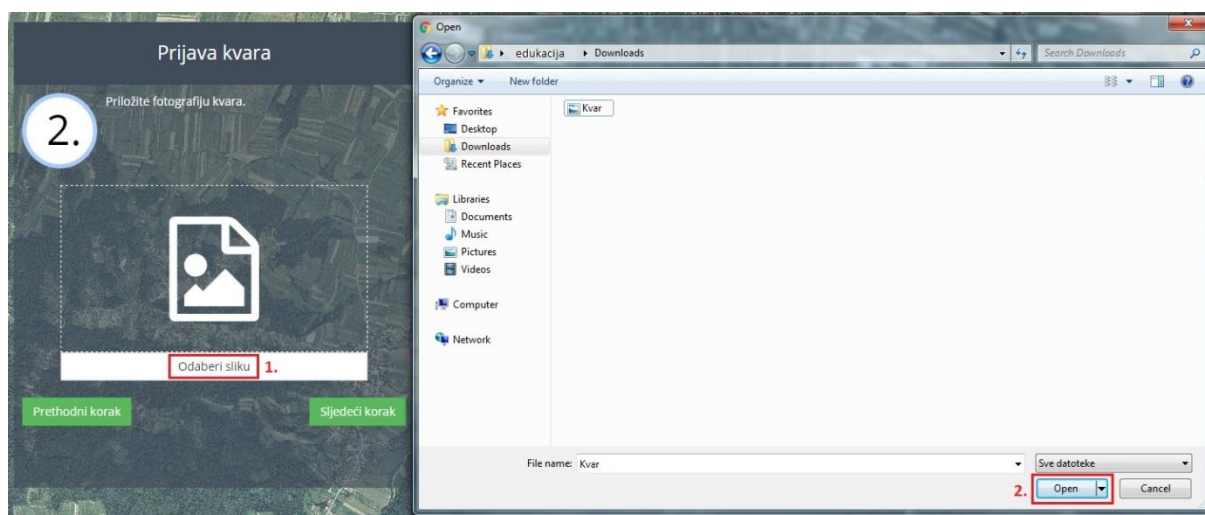 Prijava kvara
2.
Priložite fotografiju kvara.
Odaberi sliku 1.
Prethodni korak
Sljedeći korak
Open
edukacija Downloads
Search Downloads
Organize New folder
Favorites
Desktop
Downloads
Recent Places
Libraries
Documents
Music
Pictures
Videos
Computer
Network
Kvar
File name: Kvar
Sve datoteke
2. Open Cancel